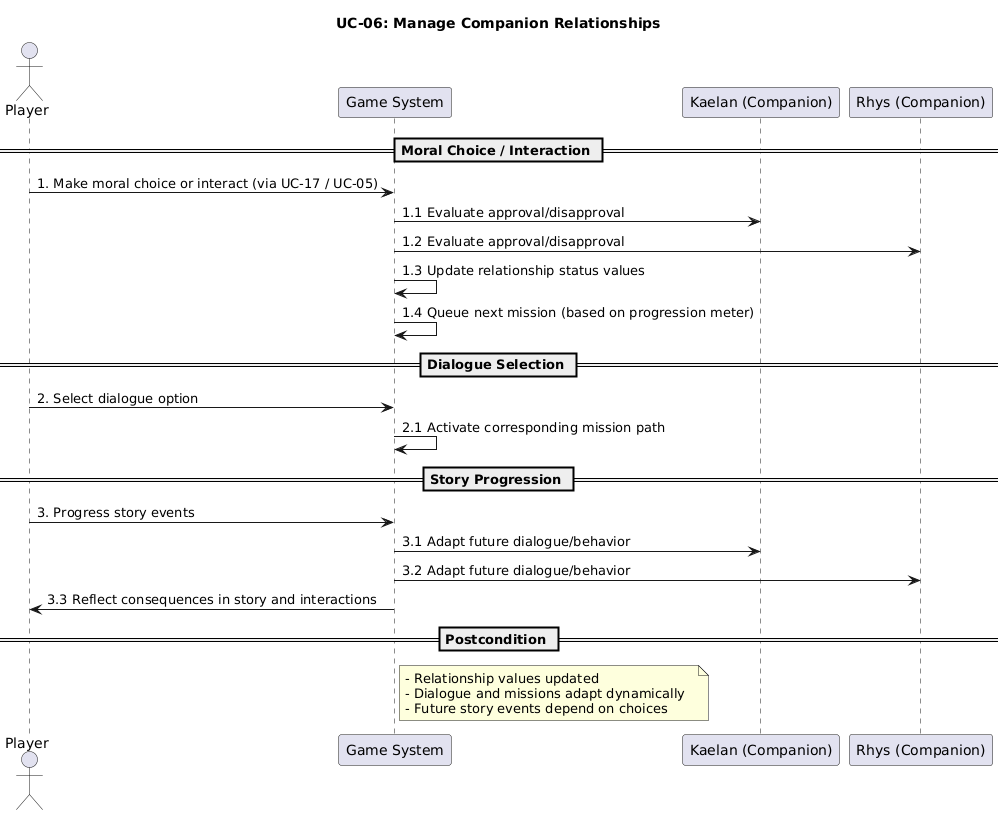 UC-06: Manage Companion Relationships
Player
Game System
Kaelan (Companion)
Rhys (Companion)
Moral Choice / Interaction
1. Make moral choice or interact (via UC-17 / UC-05)
1.1 Evaluate approval/disapproval
1.2 Evaluate approval/disapproval
1.3 Update relationship status values
1.4 Queue next mission (based on progression meter)
Dialogue Selection
2. Select dialogue option
2.1 Activate corresponding mission path
Story Progression
3. Progress story events
3.1 Adapt future dialogue/behavior
3.2 Adapt future dialogue/behavior
3.3 Reflect consequences in story and interactions
Postcondition
- Relationship values updated
- Dialogue and missions adapt dynamically
- Future story events depend on choices
Player
Game System
Kaelan (Companion)
Rhys (Companion)